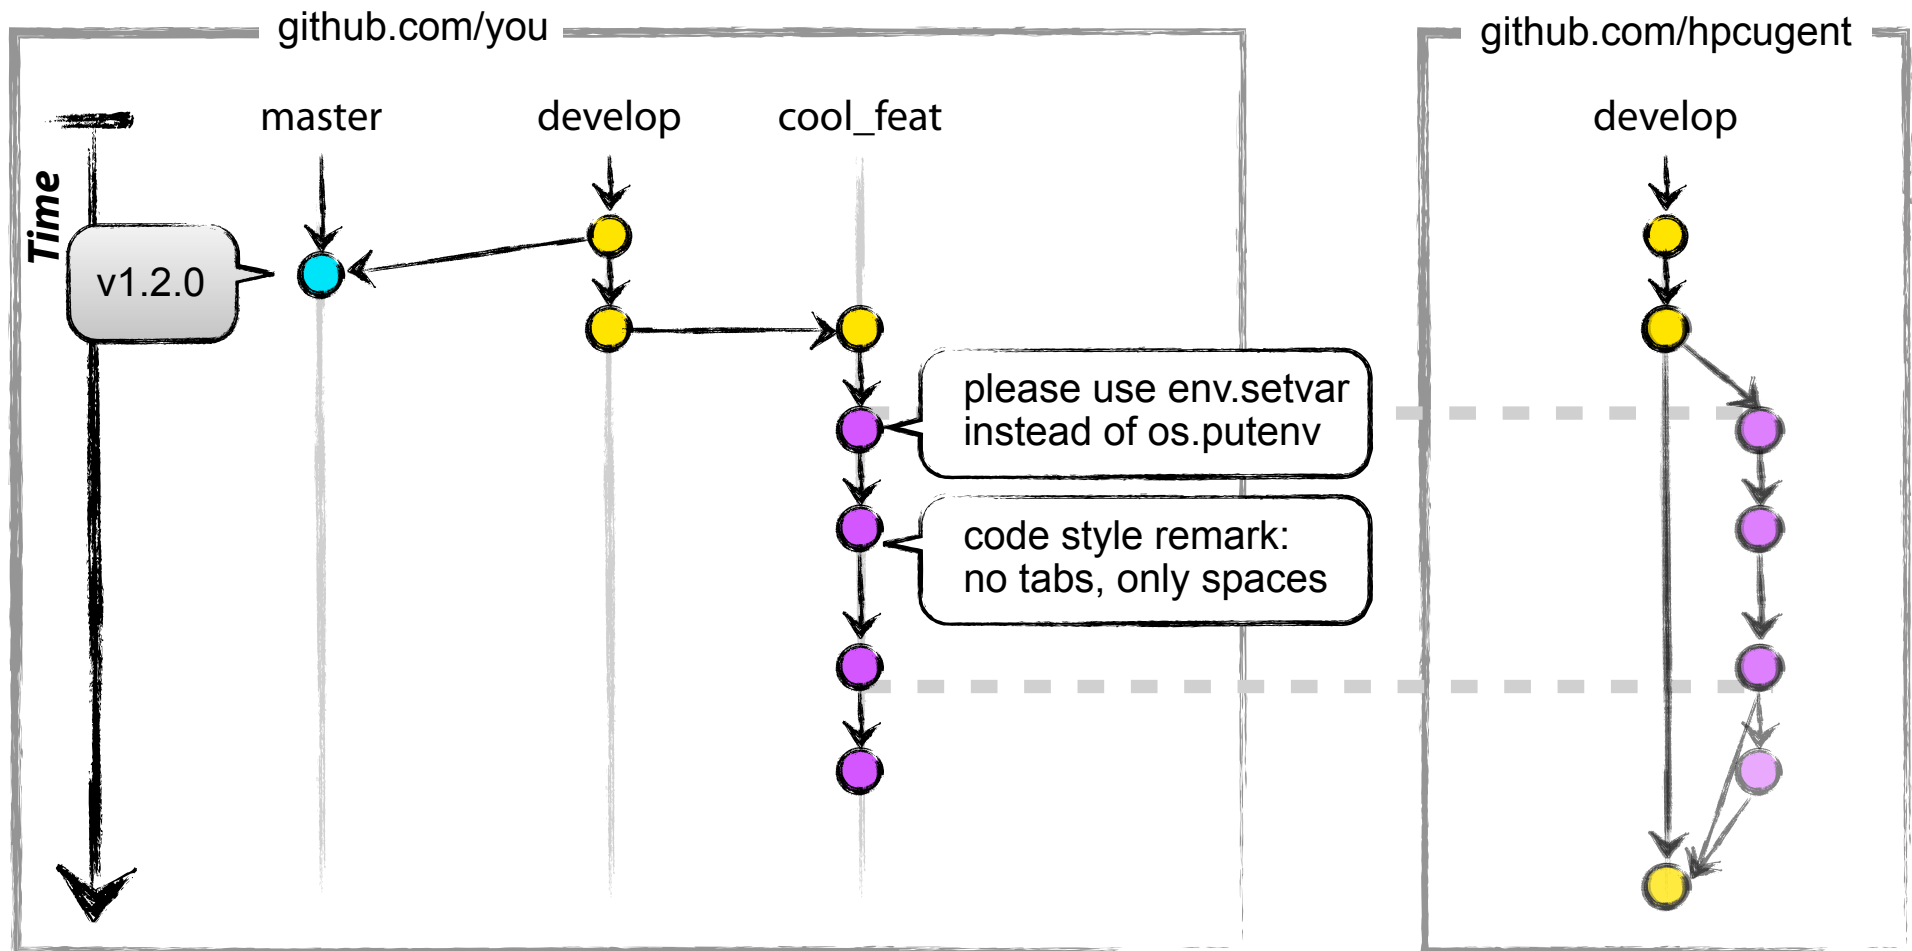 github.com/you
github.com/hpcugent
master
develop
cool_feat
develop
Time
v1.2.0
please use env.setvar
instead of os.putenv
code style remark:
no tabs, only spaces